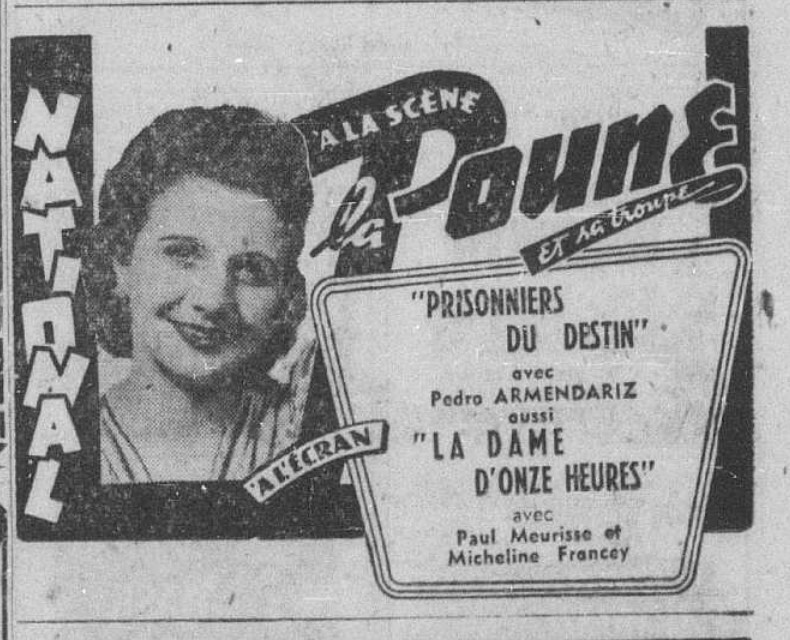 NATIONAL
'A LA SCÈNE
la Poune
et sa troupe
'A L'ÉCRAN
"PRISONNIERS
DU DESTIN"
avec
Pedro ARMENDARIZ
aussi
"LA DAME
D'ONZE HEURES"
avec
Paul Meurisse et
Micheline Francey